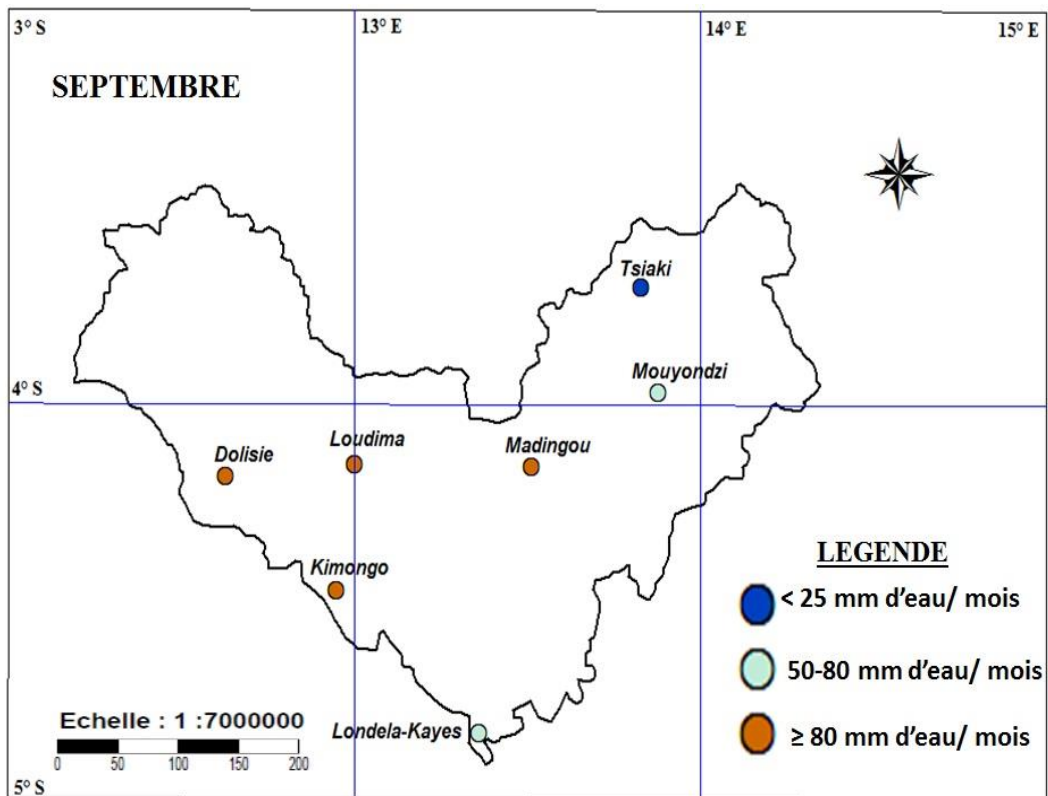 3° S
13° E
14° E
15° E
SEPTEMBRE
Tsiaki
Mouyondzi
4° S
Dolisie
Loudima
Madingou
Kimongo
Londela-Kayes
LEGENDE
< 25 mm d'eau/ mois
50-80 mm d'eau/ mois
≥ 80 mm d'eau/ mois
Echelle : 1 :7000000
0 50 100 150 200
5° S